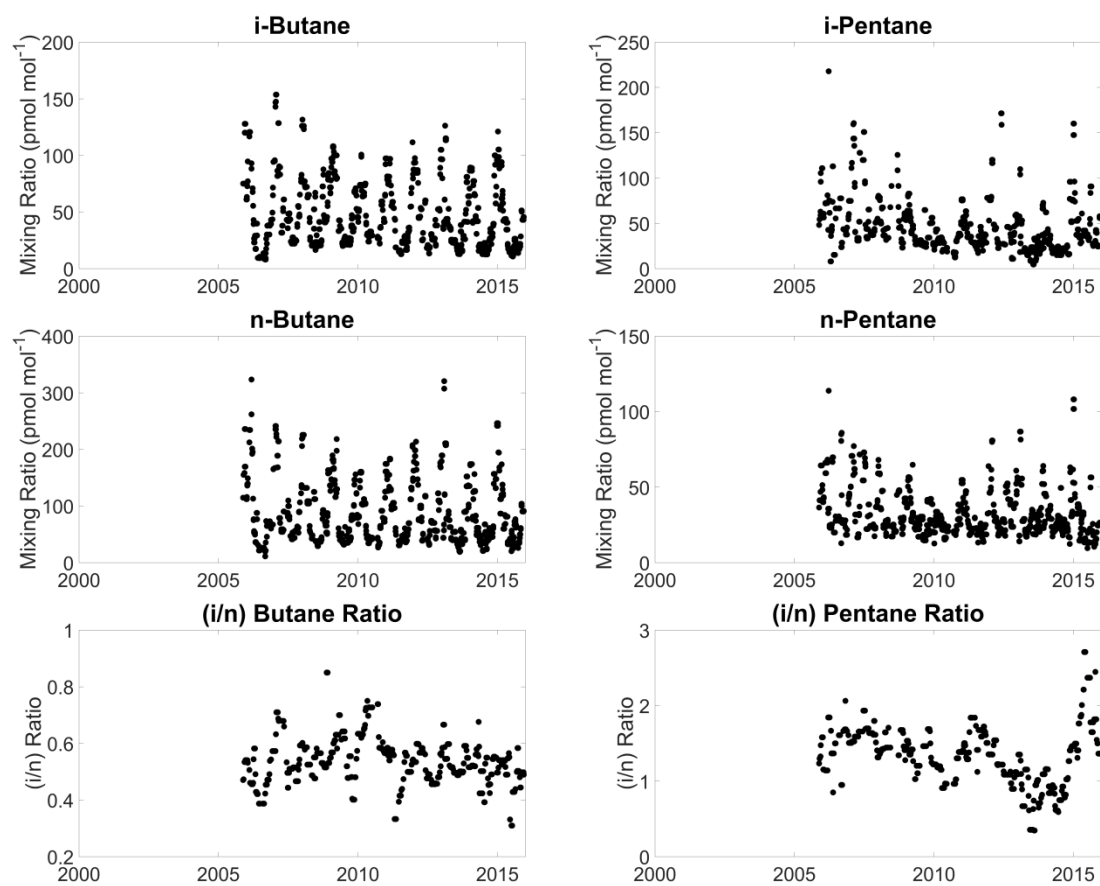 i-Butane
Mixing Ratio (pmol mol⁻¹)
200
150
100
50
0
2000 2005 2010 2015
i-Pentane
Mixing Ratio (pmol mol⁻¹)
250
200
150
100
50
0
2000 2005 2010 2015
n-Butane
Mixing Ratio (pmol mol⁻¹)
400
300
200
100
0
2000 2005 2010 2015
n-Pentane
Mixing Ratio (pmol mol⁻¹)
150
100
50
0
2000 2005 2010 2015
(i/n) Butane Ratio
(i/n) Ratio
1
0.8
0.6
0.4
0.2
2000 2005 2010 2015
(i/n) Pentane Ratio
(i/n) Ratio
3
2
1
0
2000 2005 2010 2015